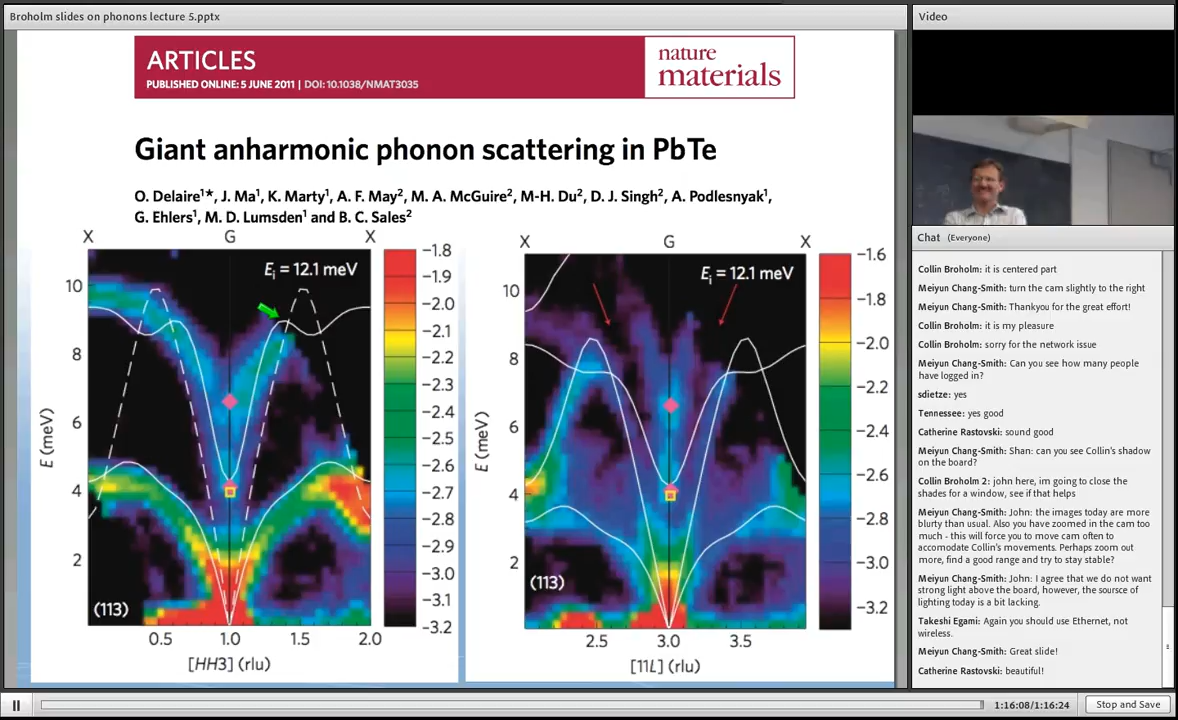 Broholm slides on phonons lecture 5.pptx
ARTICLES
PUBLISHED ONLINE: 5 JUNE 2011 | DOI: 10.1038/NMAT3035
nature
materials
Giant anharmonic phonon scattering in PbTe
O. Delaire¹*, J. Ma¹, K. Marty¹, A. F. May², M. A. McGuire², M-H. Du², D. J. Singh², A. Podlesnyak¹,
G. Ehlers¹, M. D. Lumsden¹ and B. C. Sales²
X G X
Ei = 12.1 meV
10
8
6
4
2
E (meV)
(113)
0.5 1.0 1.5 2.0
[HH3] (rlu)
−1.8
−1.9
−2.0
−2.1
−2.2
−2.3
−2.4
−2.5
−2.6
−2.7
−2.8
−2.9
−3.0
−3.1
−3.2
X G X
Ei = 12.1 meV
10
8
6
4
2
E (meV)
(113)
2.5 3.0 3.5
[11L] (rlu)
−1.6
−1.8
−2.0
−2.2
−2.4
−2.6
−2.8
−3.0
−3.2
Video
Chat (Everyone)
Collin Broholm: it is centered part
Meiyun Chang-Smith: turn the cam slightly to the right
Meiyun Chang-Smith: Thankyou for the great effort!
Collin Broholm: it is my pleasure
Collin Broholm: sorry for the network issue
Meiyun Chang-Smith: Can you see how many people
have logged in?
sdietze: yes
Tennessee: yes good
Catherine Rastovski: sound good
Meiyun Chang-Smith: Shan: can you see Collin's shadow
on the board?
Collin Broholm 2: john here, im going to close the
shades for a window, see if that helps
Meiyun Chang-Smith: John: the images today are more
blurty than usual. Also you have zoomed in the cam too
much - this will force you to move cam often to
accomodate Collin's movements. Perhaps zoom out
more, find a good range and try to stay stable?
Meiyun Chang-Smith: John: I agree that we do not want
strong light above the board, however, the soursce of
lighting today is a bit lacking.
Takeshi Egami: Again you should use Ethernet, not
wireless.
Meiyun Chang-Smith: Great slide!
Catherine Rastovski: beautiful!
1:16:08/1:16:24
Stop and Save